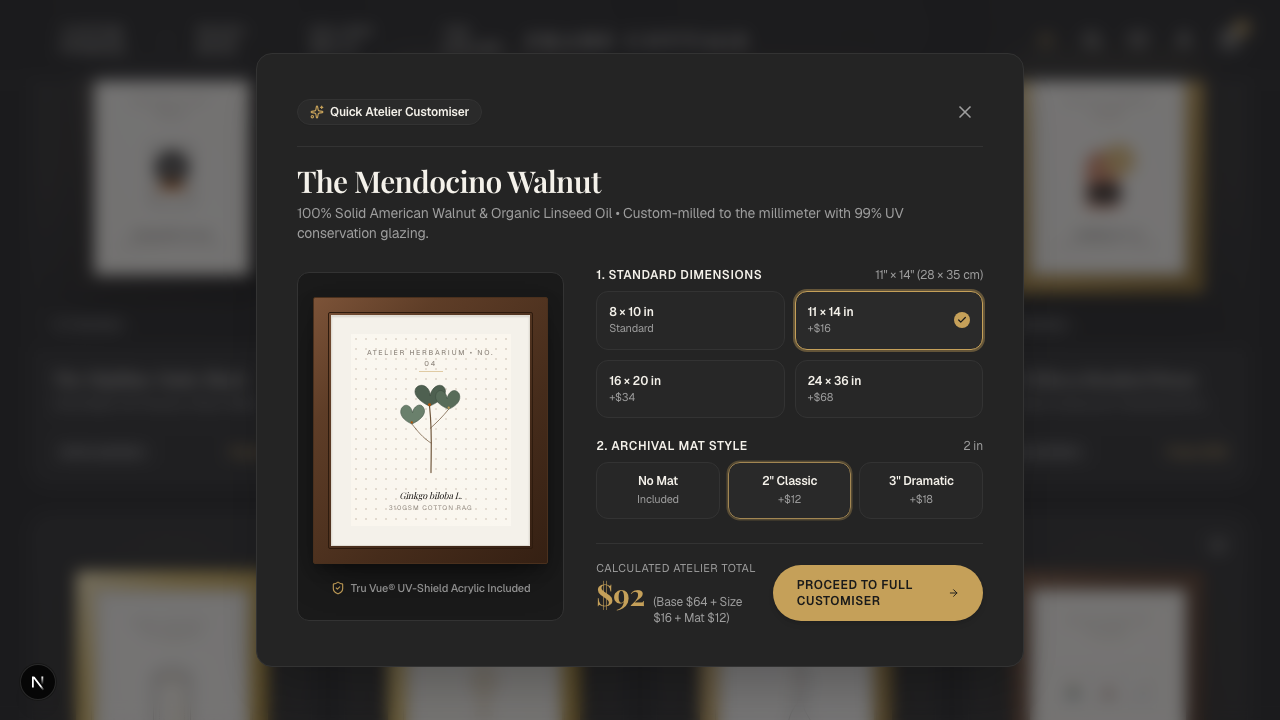 Quick Atelier Customiser
The Mendocino Walnut
100% Solid American Walnut & Organic Linseed Oil • Custom-milled to the millimeter with 99% UV
conservation glazing.
ATELIER HERBARIUM • NO.
04
Ginkgo biloba L.
310GSM COTTON RAG
Tru Vue® UV-Shield Acrylic Included
1. STANDARD DIMENSIONS
11" × 14" (28 × 35 cm)
8 × 10 in
Standard
11 × 14 in
+$16
16 × 20 in
+$34
24 × 36 in
+$68
2. ARCHIVAL MAT STYLE
2 in
No Mat
Included
2" Classic
+$12
3" Dramatic
+$18
CALCULATED ATELIER TOTAL
$92
(Base $64 + Size
$16 + Mat $12)
PROCEED TO FULL
CUSTOMISER
N